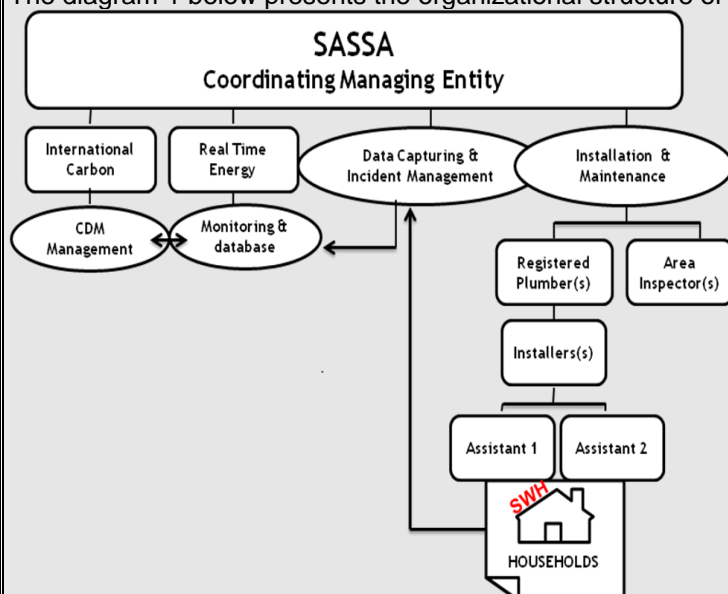 The diagram 1 below presents the organizational structure of
SASSA
Coordinating Managing Entity
International
Carbon
Real Time
Energy
Data Capturing &
Incident Management
Installation &
Maintenance
CDM
Management
Monitoring &
database
Registered
Plumber(s)
Area
Inspector(s)
Installers(s)
Assistant 1
Assistant 2
SWH
HOUSEHOLDS